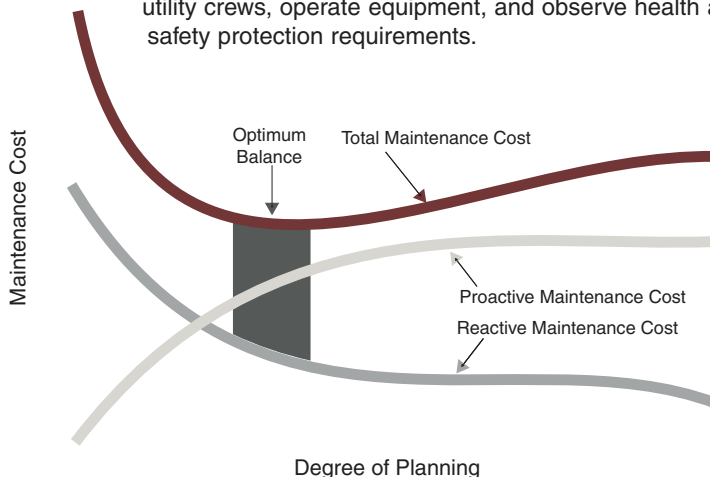 utility crews, operate equipment, and observe health
safety protection requirements.
Optimum
Balance
Total Maintenance Cost
Maintenance Cost
Proactive Maintenance Cost
Reactive Maintenance Cost
Degree of Planning